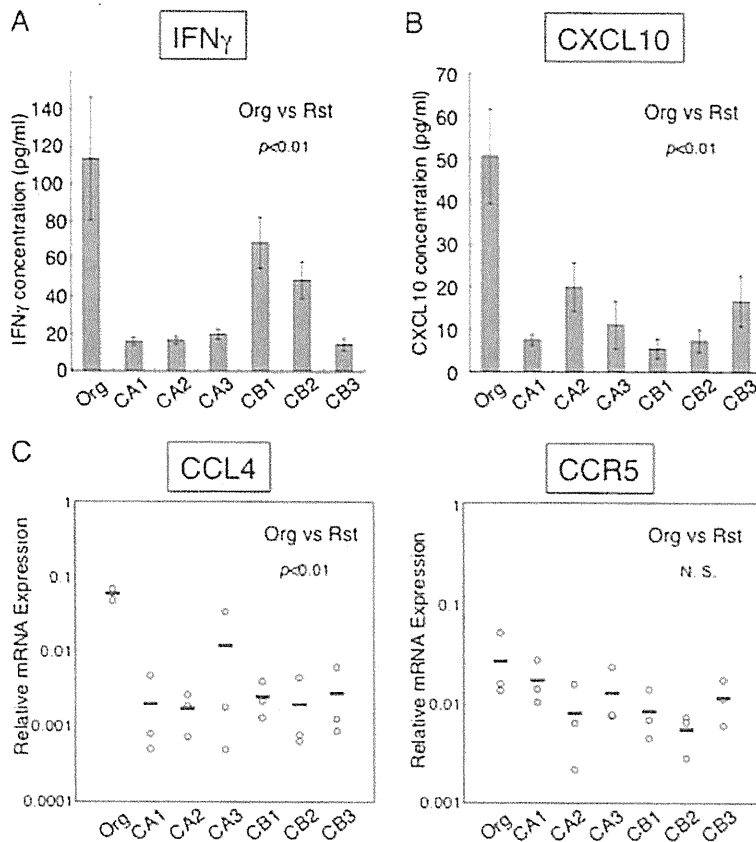 A
IFNγ
IFNγ concentration (pg/ml)
140
120
100
80
60
40
20
0
Org vs Rst
p<0.01
Org CA1 CA2 CA3 CB1 CB2 CB3
B
CXCL10
CXCL10 concentration (pg/ml)
70
60
50
40
30
20
10
0
Org vs Rst
p<0.01
Org CA1 CA2 CA3 CB1 CB2 CB3
C
CCL4
Relative mRNA Expression
1
0.1
0.01
0.001
0.0001
Org vs Rst
p<0.01
Org CA1 CA2 CA3 CB1 CB2 CB3
CCR5
Relative mRNA Expression
1
0.1
0.01
0.001
Org vs Rst
N. S.
Org CA1 CA2 CA3 CB1 CB2 CB3